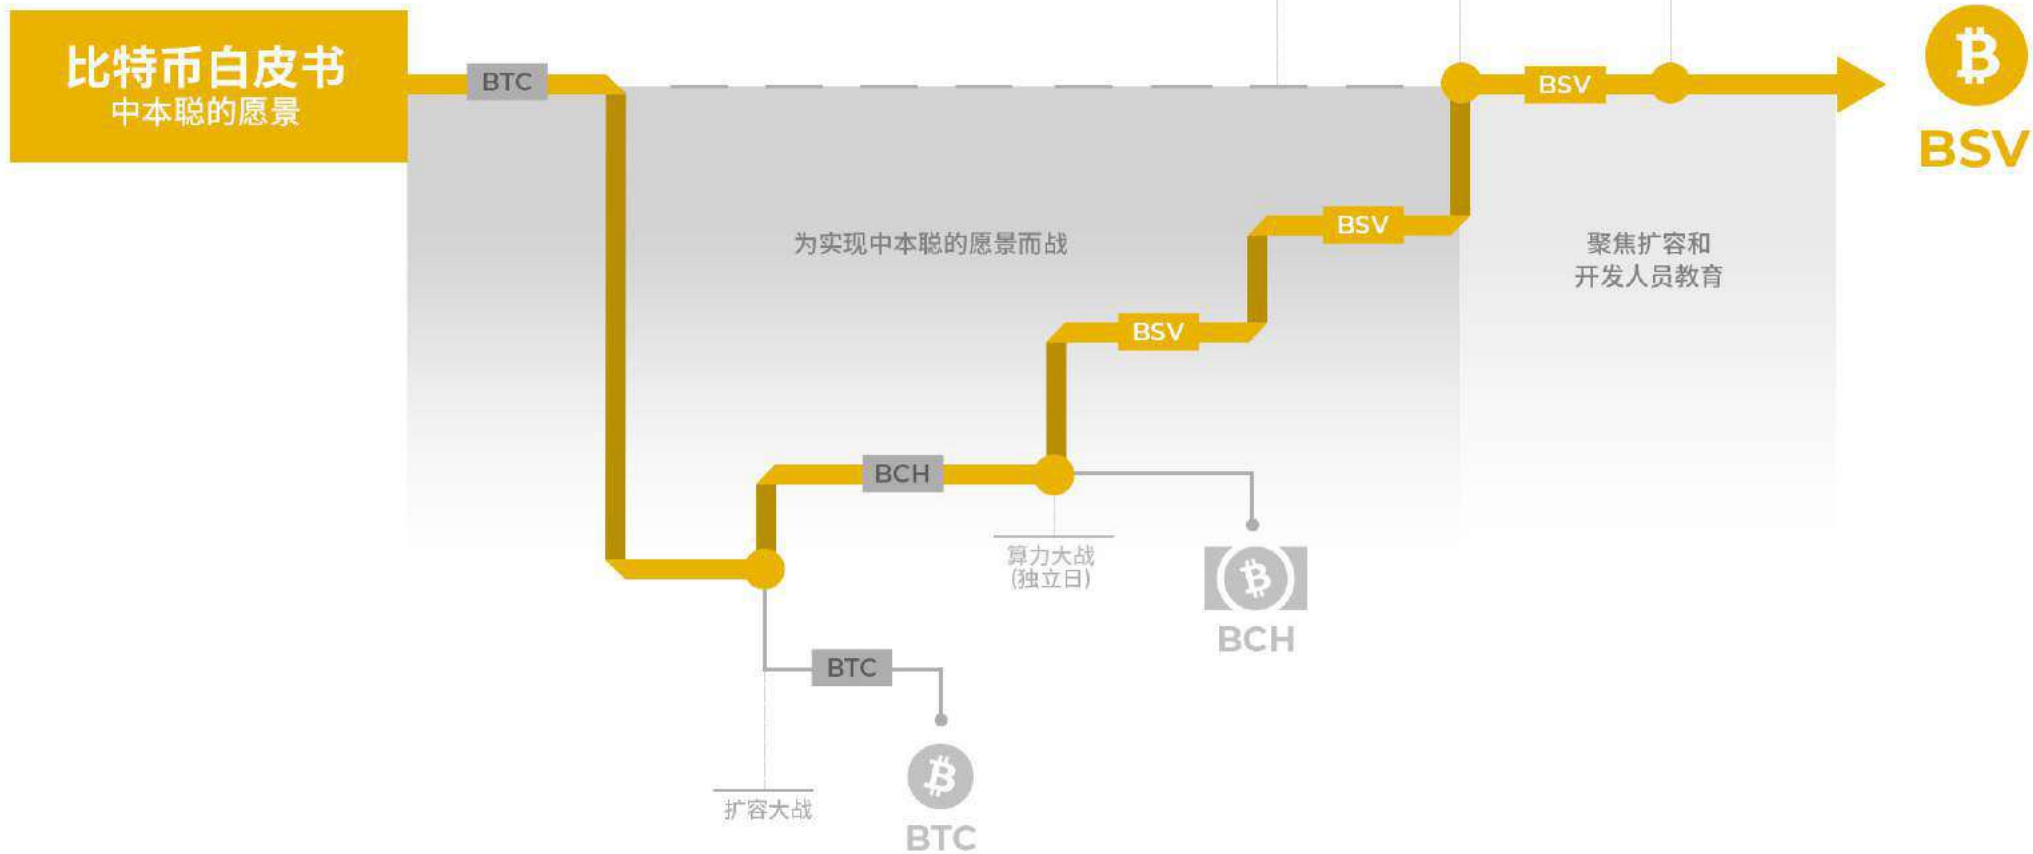 比特币白皮书
中本聪的愿景
BTC
BSV
BSV
BSV
为实现中本聪的愿景而战
聚焦扩容和
开发人员教育
BSV
BCH
算力大战
(独立日)
BCH
BTC
扩容大战
BTC